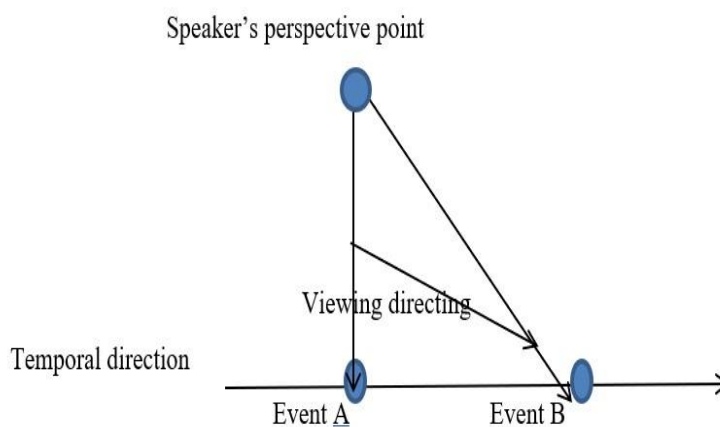 Speaker's perspective point
Viewing directing
Temporal direction
Event A
Event B